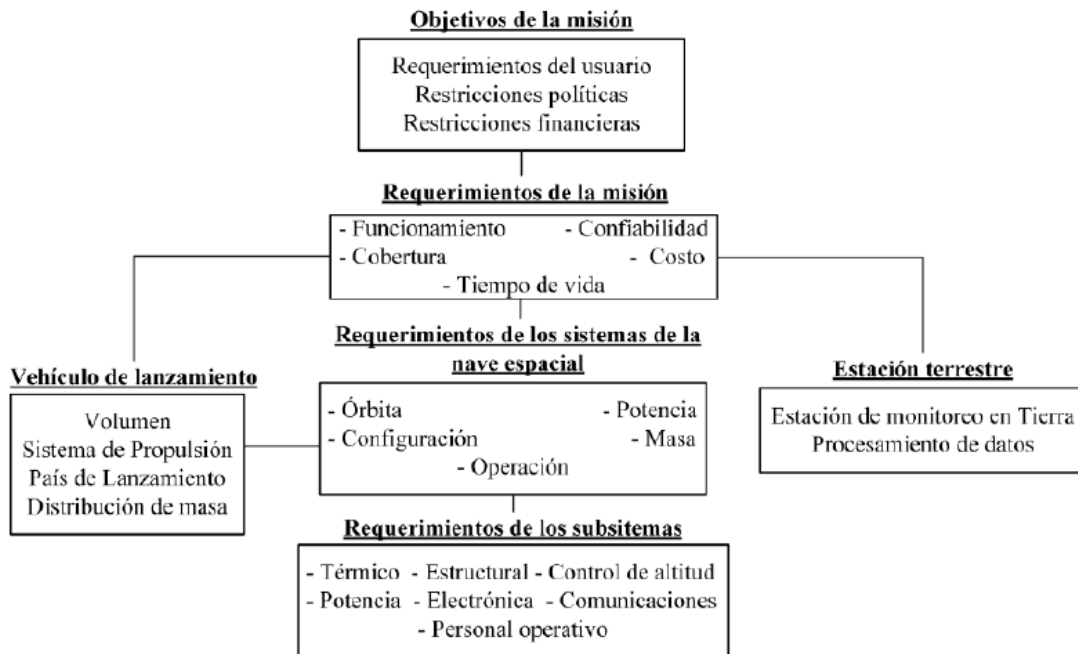 Objetivos de la misión
Requerimientos del usuario
Restricciones políticas
Restricciones financieras
Requerimientos de la misión
- Funcionamiento - Confiabilidad
- Cobertura - Costo
- Tiempo de vida
Requerimientos de los sistemas de la
nave espacial
- Órbita - Potencia
- Configuración - Masa
- Operación
Vehículo de lanzamiento
Volumen
Sistema de Propulsión
País de Lanzamiento
Distribución de masa
Estación terrestre
Estación de monitoreo en Tierra
Procesamiento de datos
Requerimientos de los subsitemas
- Térmico - Estructural - Control de altitud
- Potencia - Electrónica - Comunicaciones
- Personal operativo